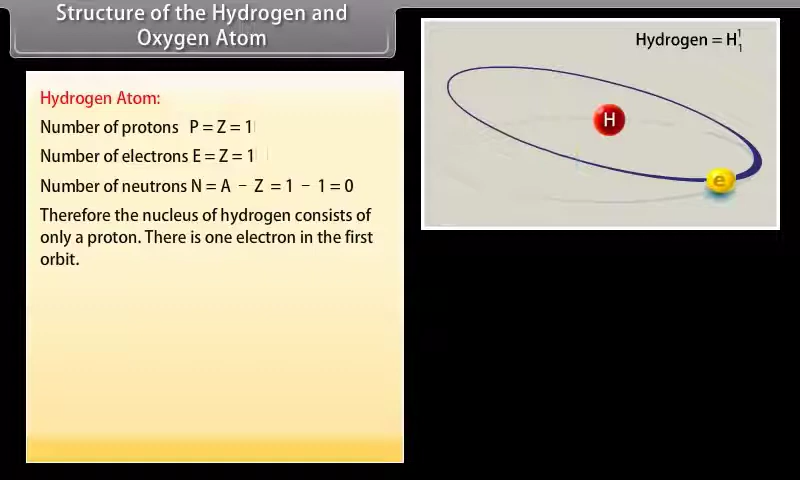 Structure of the Hydrogen and
Oxygen Atom
Hydrogen Atom:
Number of protons P = Z = 1
Number of electrons E = Z = 1
Number of neutrons N = A - Z = 1 - 1 = 0
Therefore the nucleus of hydrogen consists of
only a proton. There is one electron in the first
orbit.
Hydrogen = H¹₁
H
e